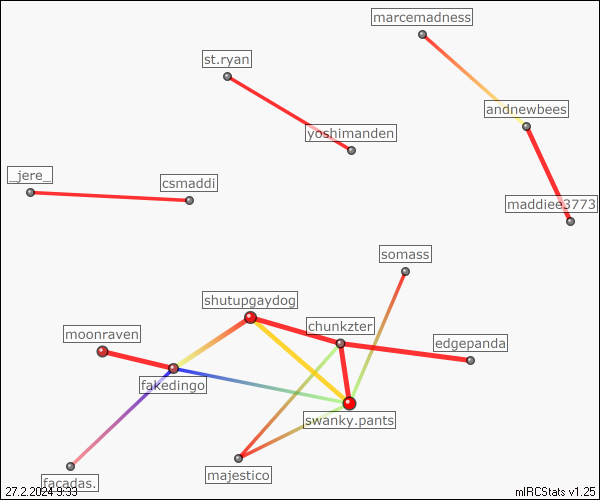 marcemadness
st.ryan
andnewbees
yoshimanden
_jere_
csmaddi
maddiee3773
somass
shutupgaydog
chunkzter
moonraven
edgepanda
fakedingo
swanky.pants
majestico
facadas.
27.2.2024 9:33
mIRCStats v1.25